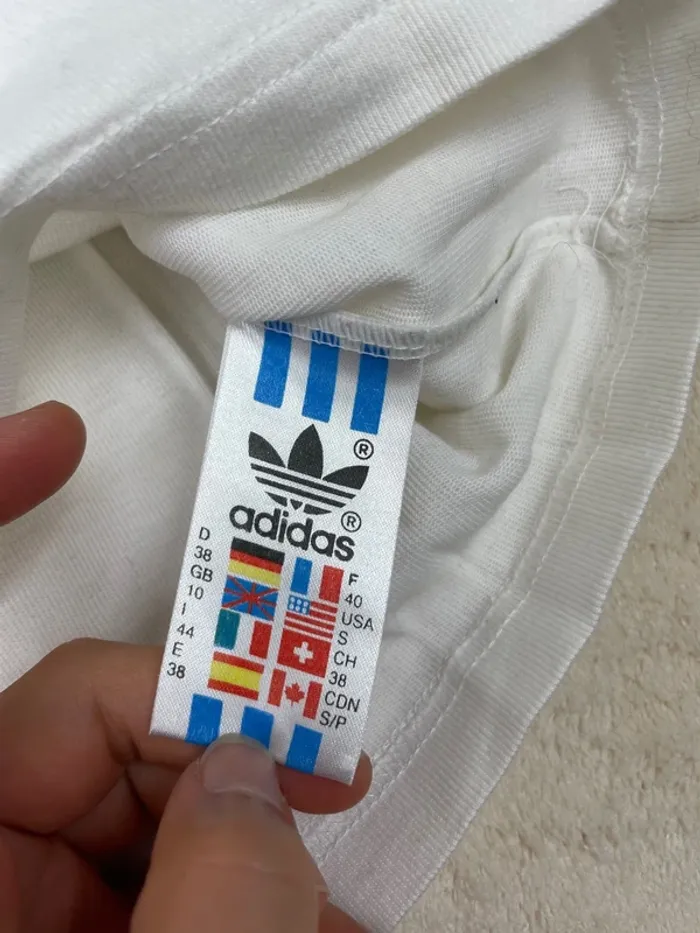 ®
adidas®
D
38
GB
10
I
44
E
38
F
40
USA
S
CH
38
CDN
S/P